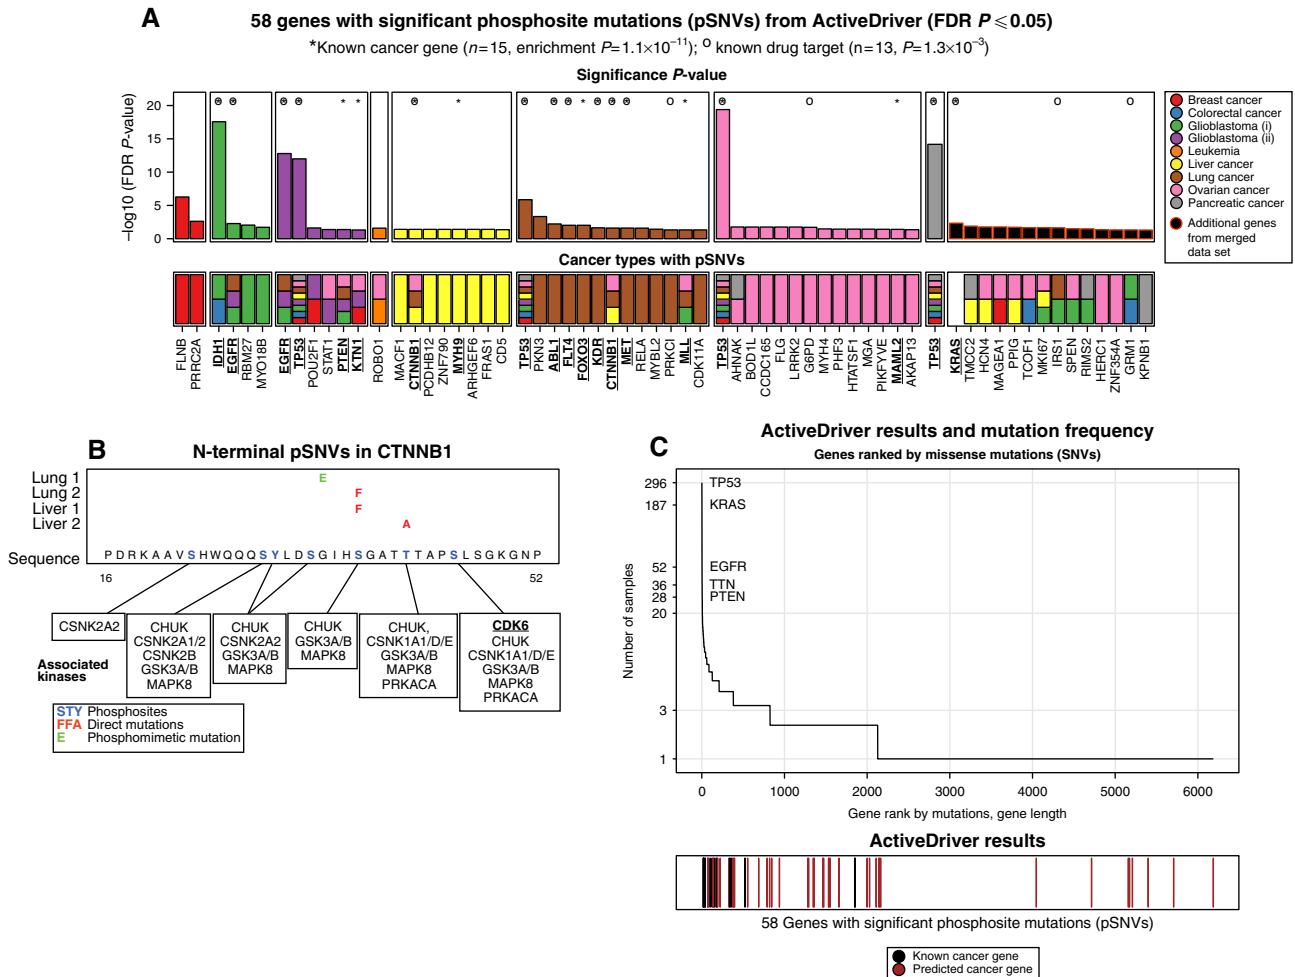 A
58 genes with significant phosphosite mutations (pSNVs) from ActiveDriver (FDR P ⩽0.05)
*Known cancer gene (n=15, enrichment P=1.1×10⁻¹¹); ᴼ known drug target (n=13, P=1.3×10⁻³)
Significance P-value
−log10 (FDR P-value)
20
15
10
5
0
Breast cancer
Colorectal cancer
Glioblastoma (i)
Glioblastoma (ii)
Leukemia
Liver cancer
Lung cancer
Ovarian cancer
Pancreatic cancer
Additional genes
from merged
data set
Cancer types with pSNVs
FLNB
PRRC2A
IDH1
EGFR
RBM27
MYO18B
EGFR
TP53
POU2F1
STAT1
PTEN
KTN1
ROBO1
MACF1
CTNNB1
PCDHB12
ZNF790
MYH9
ARHGEF6
FRAS1
CD5
TP53
PKN3
ABL1
FLT4
FOXO3
KDR
CTNNB1
MET
RELA
MYBL2
PRKCI
MLL
CDK11A
TP53
AHNAK
BOD1L
CCDC165
FLG
LRRK2
G6PD
MYH4
PHF3
HTATSF1
MGA
PIKFYVE
MAML2
AKAP13
TP53
KRAS
TMCC2
HCN4
MAGEA1
PPIG
TCOF1
MKI67
IRS1
SPEN
RIMS2
HERC1
ZNF354A
GRM1
KPNB1
B
N-terminal pSNVs in CTNNB1
Lung 1 E
Lung 2 F
Liver 1 F
Liver 2 A
Sequence P D R K A A V S H W Q Q Q S Y L D S G I H S G A T T T A P S L S G K G N P
16 52
CSNK2A2
CHUK
CSNK2A1/2
CSNK2B
GSK3A/B
MAPK8
CHUK
CSNK2A2
GSK3A/B
MAPK8
CHUK
GSK3A/B
MAPK8
CHUK,
CSNK1A1/D/E
GSK3A/B
MAPK8
PRKACA
CDK6
CHUK
CSNK1A1/D/E
GSK3A/B
MAPK8
PRKACA
Associated
kinases
STY Phosphosites
FFA Direct mutations
E Phosphomimetic mutation
C
ActiveDriver results and mutation frequency
Genes ranked by missense mutations (SNVs)
Number of samples
296
187
52
36
28
20
3
1
TP53
KRAS
EGFR
TTN
PTEN
0 1000 2000 3000 4000 5000 6000
Gene rank by mutations, gene length
ActiveDriver results
58 Genes with significant phosphosite mutations (pSNVs)
Known cancer gene
Predicted cancer gene